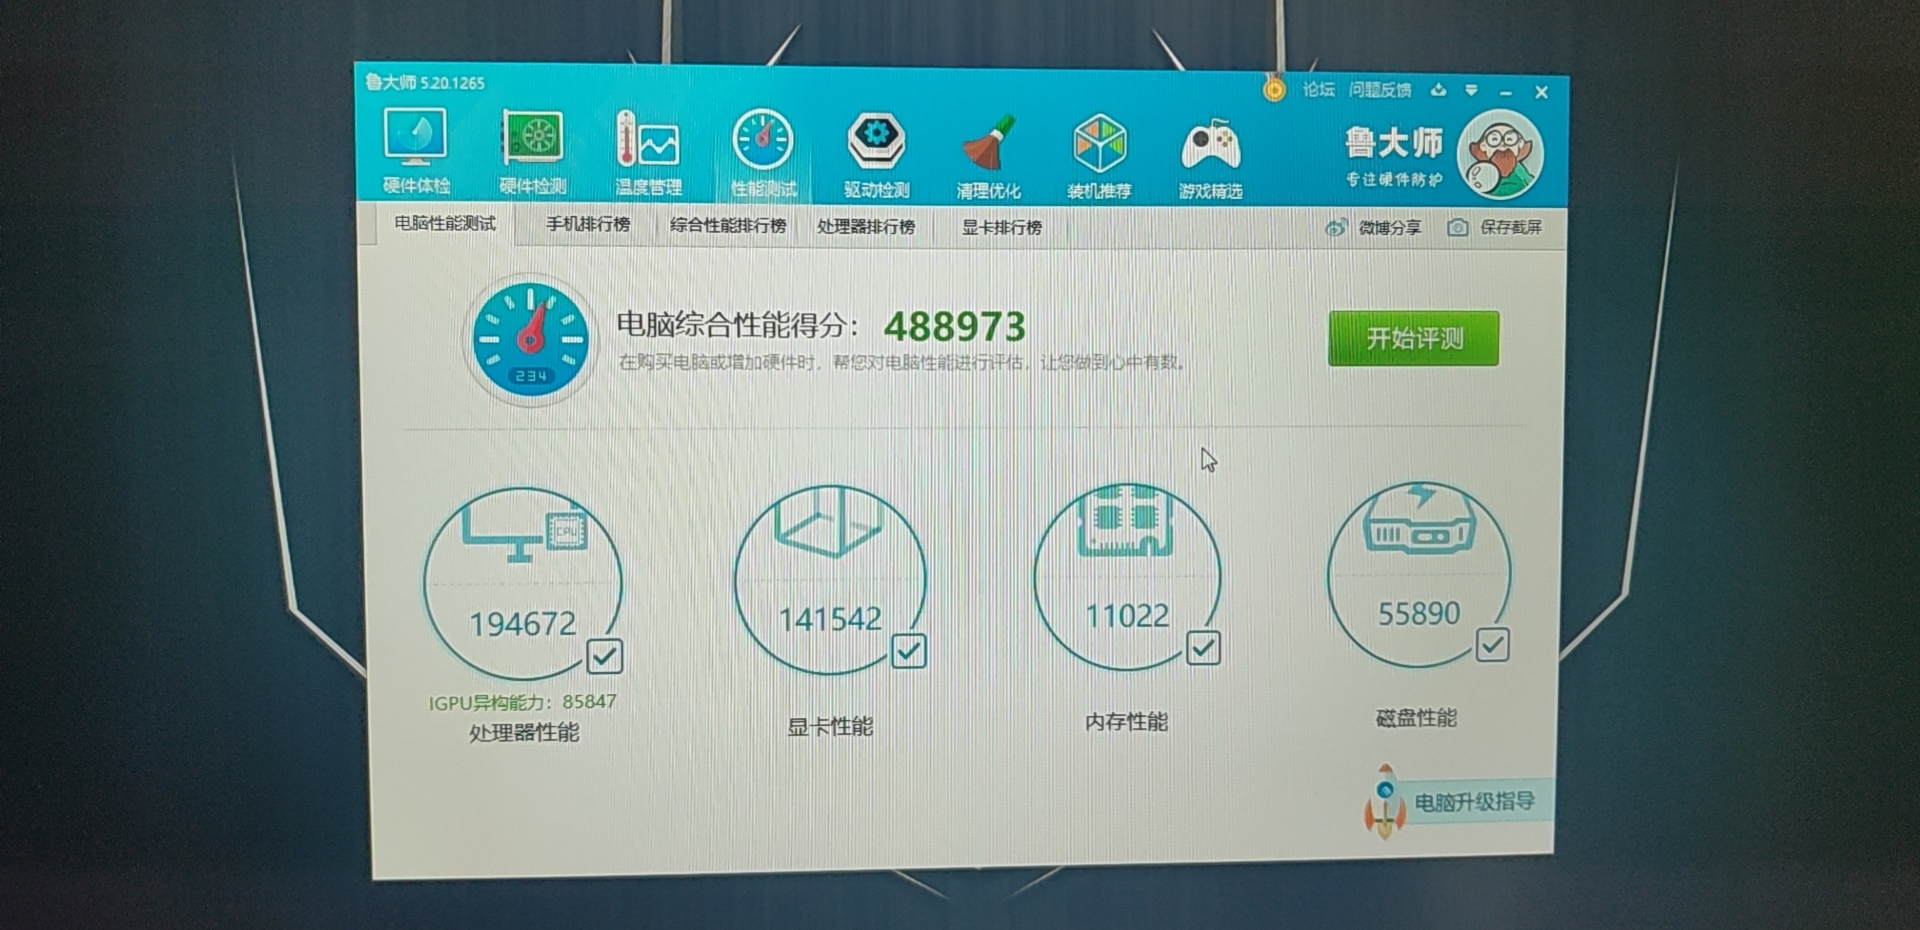 鲁大师 5.20.1265
论坛 问题反馈
硬件体检 硬件检测 温度管理 性能测试 驱动检测 清理优化 装机推荐 游戏精选
鲁大师
专注硬件防护
电脑性能测试 手机排行榜 综合性能排行榜 处理器排行榜 显卡排行榜 微博分享 保存截屏
电脑综合性能得分： 488973
在购买电脑或增加硬件时，帮您对电脑性能进行评估，让您做到心中有数。
234
开始评测
CPU
194672 141542 11022 55890
IGPU异构能力：85847
处理器性能 显卡性能 内存性能 磁盘性能
电脑升级指导